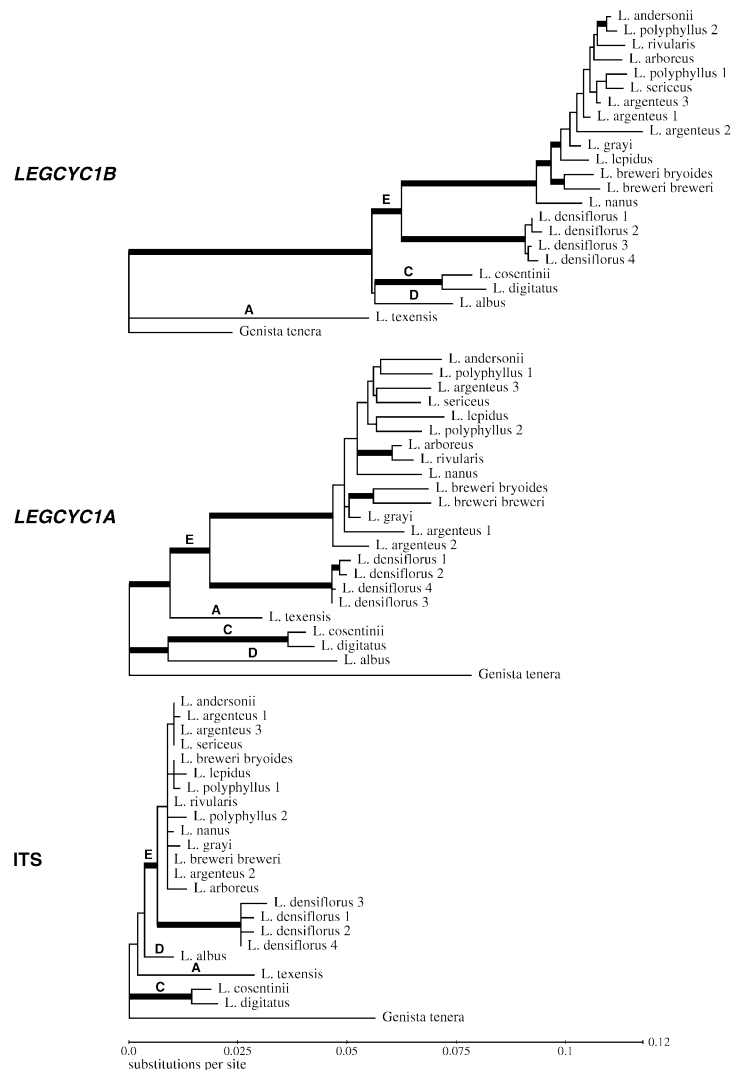 L. andersonii
L. polyphyllus 2
L. rivularis
L. arboreus
L. polyphyllus 1
L. sericeus
L. argenteus 3
L. argenteus 1
L. argenteus 2
L. grayi
L. lepidus
L. breweri bryoides
L. breweri breweri
L. nanus
L. densiflorus 1
L. densiflorus 2
L. densiflorus 3
L. densiflorus 4
L. cosentinii
L. digitatus
L. albus
L. texensis
Genista tenera
LEGCYC1B
E
C
D
A
L. andersonii
L. polyphyllus 1
L. argenteus 3
L. sericeus
L. lepidus
L. polyphyllus 2
L. arboreus
L. rivularis
L. nanus
L. breweri bryoides
L. breweri breweri
L. grayi
L. argenteus 1
L. argenteus 2
L. densiflorus 1
L. densiflorus 2
L. densiflorus 4
L. densiflorus 3
L. texensis
L. cosentinii
L. digitatus
L. albus
Genista tenera
LEGCYC1A
E
A
C
D
L. andersonii
L. argenteus 1
L. argenteus 3
L. sericeus
L. breweri bryoides
L. lepidus
L. polyphyllus 1
L. rivularis
L. polyphyllus 2
L. nanus
L. grayi
L. breweri breweri
L. argenteus 2
L. arboreus
L. densiflorus 3
L. densiflorus 1
L. densiflorus 2
L. densiflorus 4
L. albus
L. texensis
L. cosentinii
L. digitatus
Genista tenera
ITS
E
D
A
C
0.0 0.025 0.05 0.075 0.1 0.12
substitutions per site